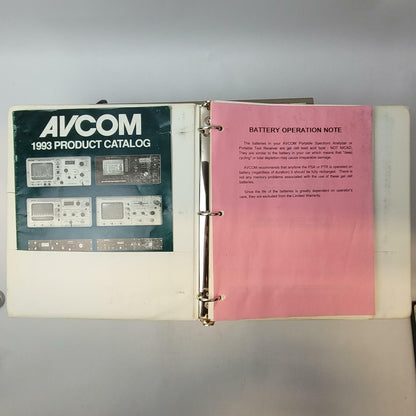 AVCOM
1993 PRODUCT CATALOG
BATTERY OPERATION NOTE
The batteries in your AVCOM Portable Spectrum Analyzer or
Portable Test Receiver are gel cell lead acid type - NOT NICAD.
They are similar to the battery in your car which means that "deep
cycling" or total depletion may cause irreparable damage.
AVCOM recommends that anytime the PSA or PTR is operated on
battery (regardless of duration) it should be fully recharged. There is
not any memory problems associated with the use of these gel cell
batteries.
Since the life of the batteries is greatly dependent on operator's
care, they are excluded from the Limited Warranty.